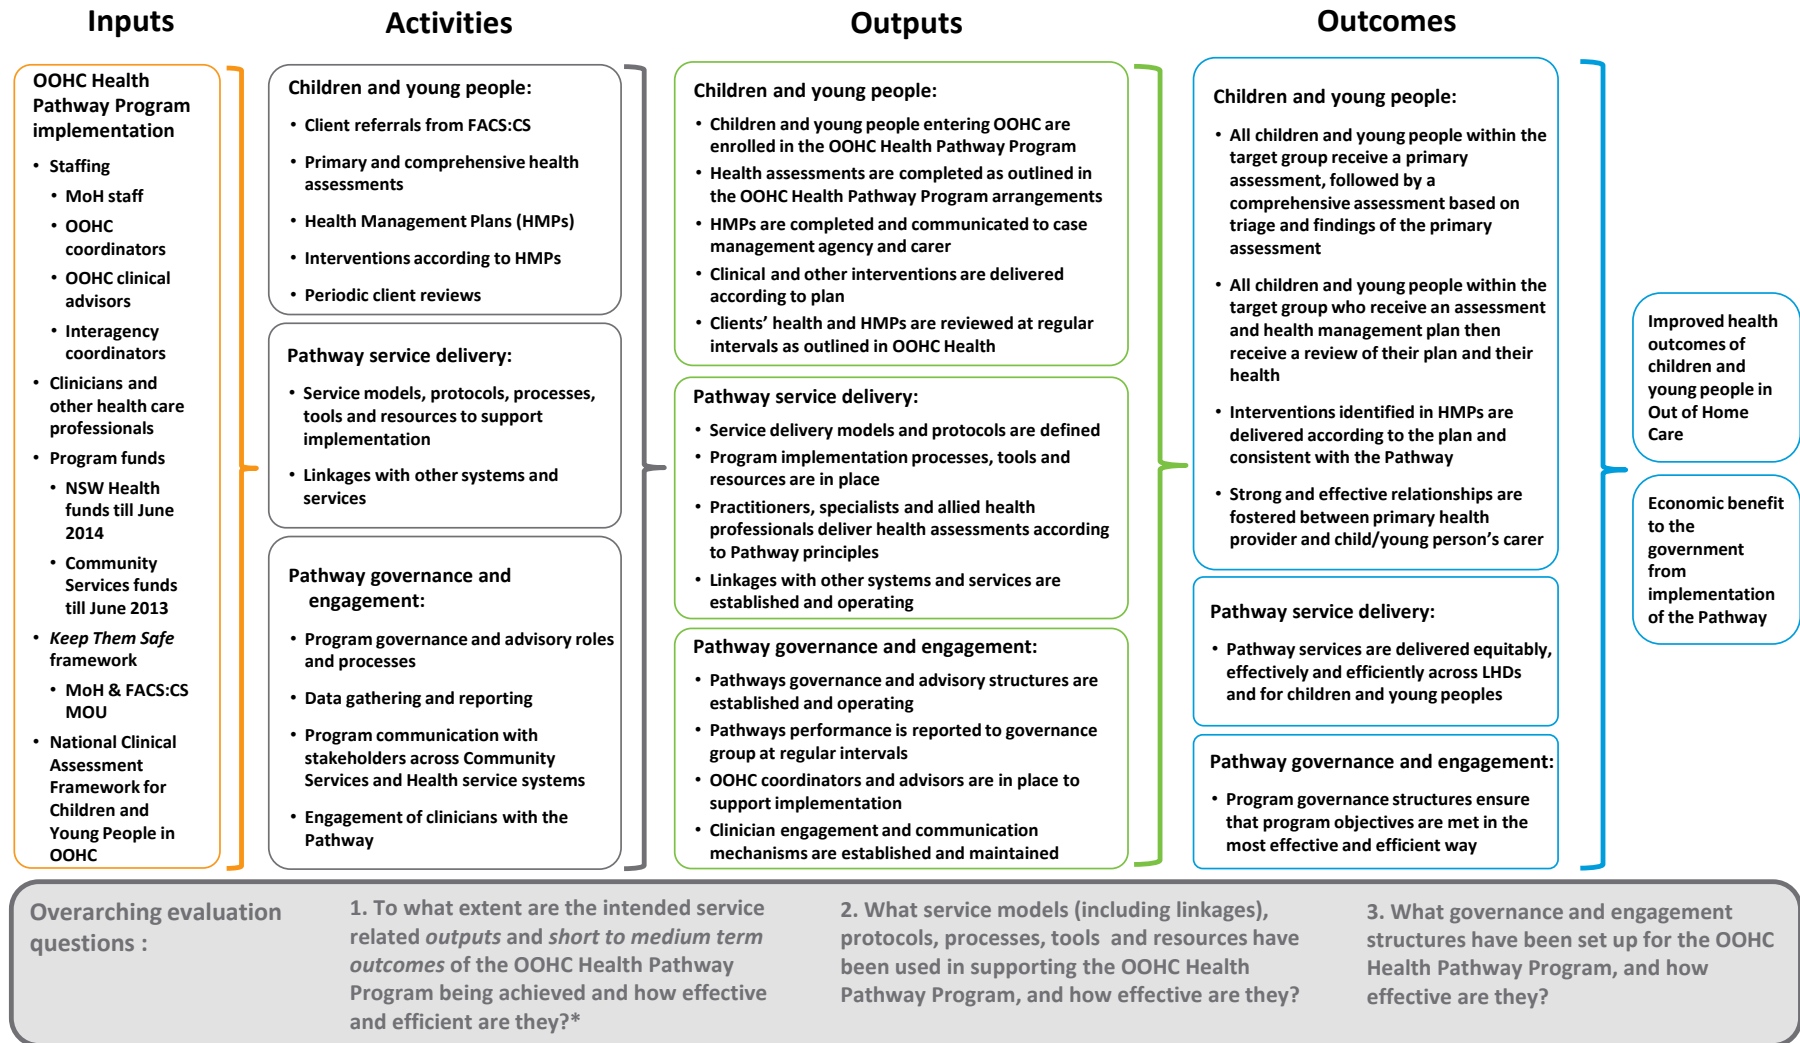 Inputs
Activities
Outputs
Outcomes
OOHC Health
Pathway Program
implementation
• Staffing
• MoH staff
• OOHC
coordinators
• OOHC clinical
advisors
• Interagency
coordinators
• Clinicians and
other health care
professionals
• Program funds
• NSW Health
funds till June
2014
• Community
Services funds
till June 2013
• Keep Them Safe
framework
• MoH & FACS:CS
MOU
• National Clinical
Assessment
Framework for
Children and
Young People in
OOHC
Children and young people:
• Client referrals from FACS:CS
• Primary and comprehensive health
assessments
• Health Management Plans (HMPs)
• Interventions according to HMPs
• Periodic client reviews
Pathway service delivery:
• Service models, protocols, processes,
tools and resources to support
implementation
• Linkages with other systems and
services
Pathway governance and
engagement:
• Program governance and advisory roles
and processes
• Data gathering and reporting
• Program communication with
stakeholders across Community
Services and Health service systems
• Engagement of clinicians with the
Pathway
Children and young people:
• Children and young people entering OOHC are
enrolled in the OOHC Health Pathway Program
• Health assessments are completed as outlined in
the OOHC Health Pathway Program arrangements
• HMPs are completed and communicated to case
management agency and carer
• Clinical and other interventions are delivered
according to plan
• Clients’ health and HMPs are reviewed at regular
intervals as outlined in OOHC Health
Pathway service delivery:
• Service delivery models and protocols are defined
• Program implementation processes, tools and
resources are in place
• Practitioners, specialists and allied health
professionals deliver health assessments according
to Pathway principles
• Linkages with other systems and services are
established and operating
Pathway governance and engagement:
• Pathways governance and advisory structures are
established and operating
• Pathways performance is reported to governance
group at regular intervals
• OOHC coordinators and advisors are in place to
support implementation
• Clinician engagement and communication
mechanisms are established and maintained
Children and young people:
• All children and young people within the
target group receive a primary
assessment, followed by a
comprehensive assessment based on
triage and findings of the primary
assessment
• All children and young people within the
target group who receive an assessment
and health management plan then
receive a review of their plan and their
health
• Interventions identified in HMPs are
delivered according to the plan and
consistent with the Pathway
• Strong and effective relationships are
fostered between primary health
provider and child/young person’s carer
Pathway service delivery:
• Pathway services are delivered equitably,
effectively and efficiently across LHDs
and for children and young peoples
Pathway governance and engagement:
• Program governance structures ensure
that program objectives are met in the
most effective and efficient way
Improved health
outcomes of
children and
young people in
Out of Home
Care
Economic benefit
to the
government
from
implementation
of the Pathway
Overarching evaluation
questions :
1. To what extent are the intended service
related outputs and short to medium term
outcomes of the OOHC Health Pathway
Program being achieved and how effective
and efficient are they?*
2. What service models (including linkages),
protocols, processes, tools and resources have
been used in supporting the OOHC Health
Pathway Program, and how effective are they?
3. What governance and engagement
structures have been set up for the OOHC
Health Pathway Program, and how
effective are they?